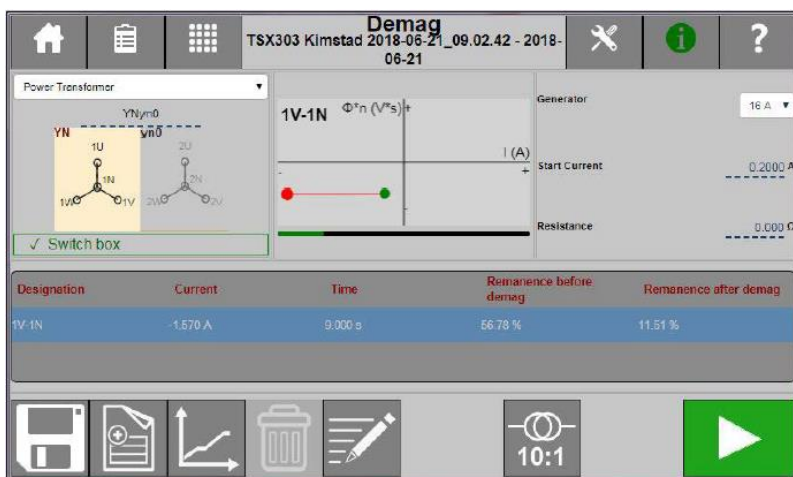 Demag
TSX303 Kimstad 2018-06-21_09.02.42 - 2018-
06-21
?
Power Transformer
YNyn0
YN
yn0
1U
2U
1N
2N
1W
1V
2W
2V
✓ Switch box
1V-1N
Φ*n (V*s)
+
I (A)
-
+
-
Generator
16 A
Start Current
0.2000 A
Resistance
0.000 Ω
Designation
Current
Time
Remanence before
demag
Remanence after demag
1V-1N
-1.570 A
9.000 s
56.78 %
11.51 %
10:1